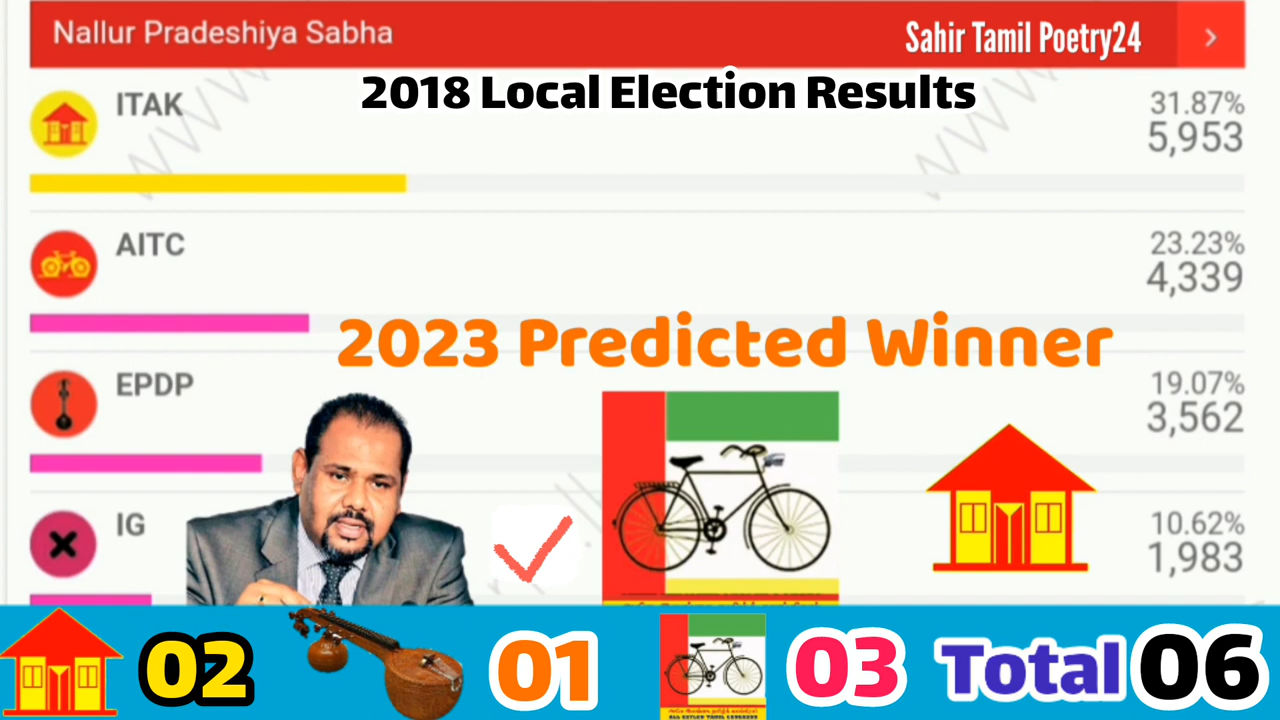 Nallur Pradeshiya Sabha
Sahir Tamil Poetry24
2018 Local Election Results
ITAK
31.87%
5,953
AITC
23.23%
4,339
2023 Predicted Winner
EPDP
19.07%
3,562
IG
10.62%
1,983
02
01
03
Total 06